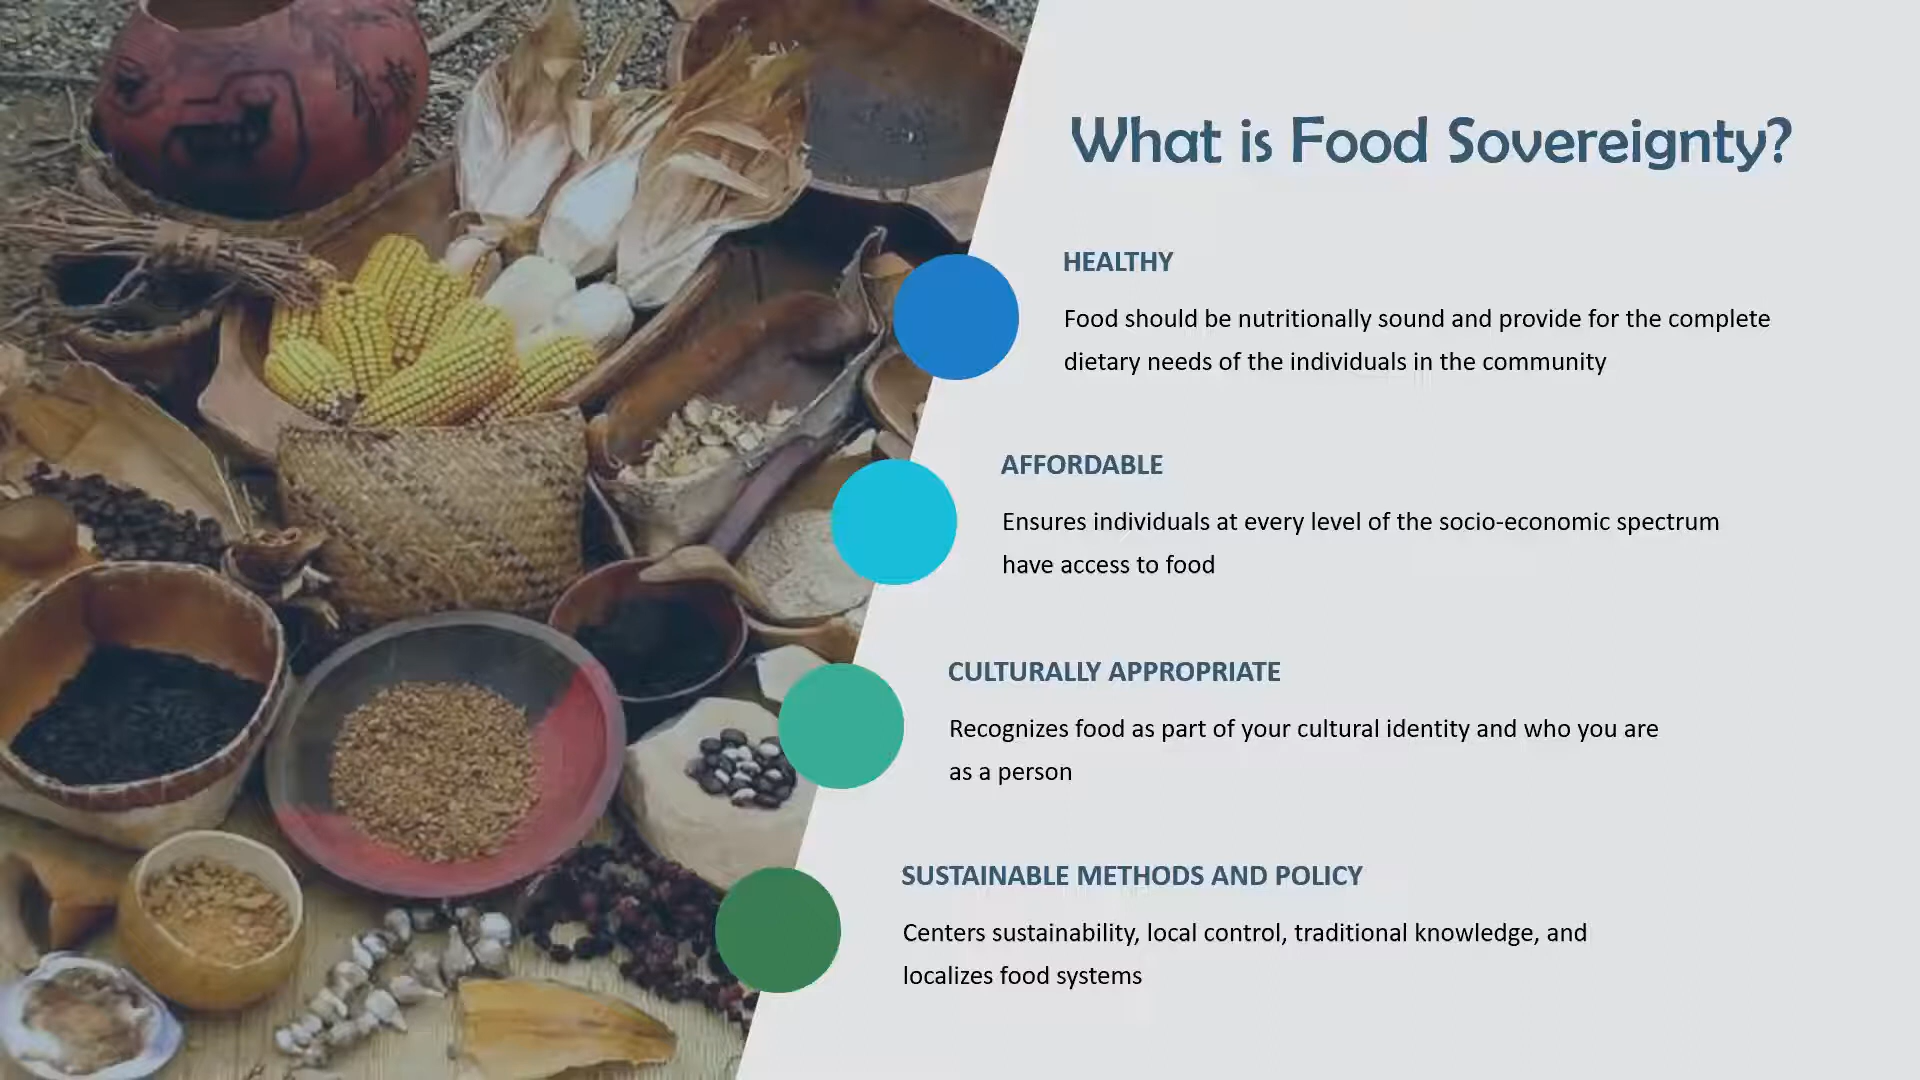 What is Food Sovereignty?
HEALTHY
Food should be nutritionally sound and provide for the complete
dietary needs of the individuals in the community
AFFORDABLE
Ensures individuals at every level of the socio-economic spectrum
have access to food
CULTURALLY APPROPRIATE
Recognizes food as part of your cultural identity and who you are
as a person
SUSTAINABLE METHODS AND POLICY
Centers sustainability, local control, traditional knowledge, and
localizes food systems